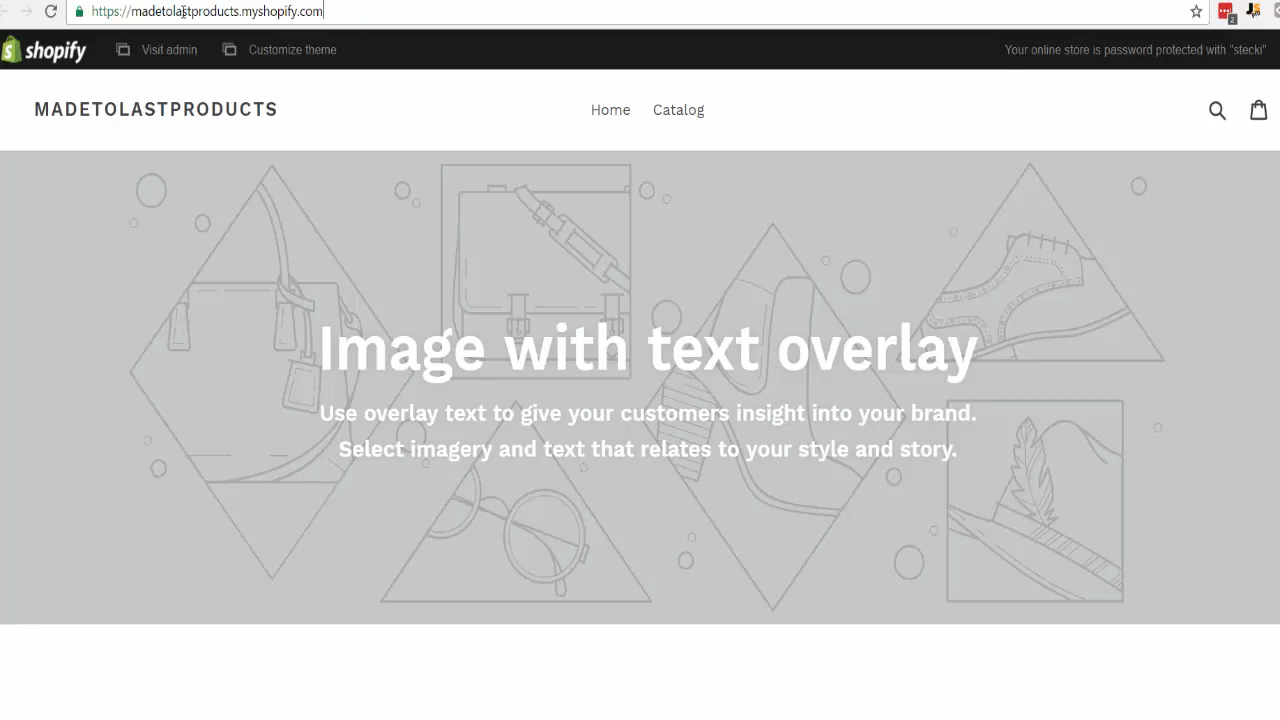 https://madetolastproducts.myshopify.com
2
shopify Visit admin Customize theme Your online store is password protected with "stecki"
MADETOLASTPRODUCTS Home Catalog
Image with text overlay
Use overlay text to give your customers insight into your brand.
Select imagery and text that relates to your style and story.